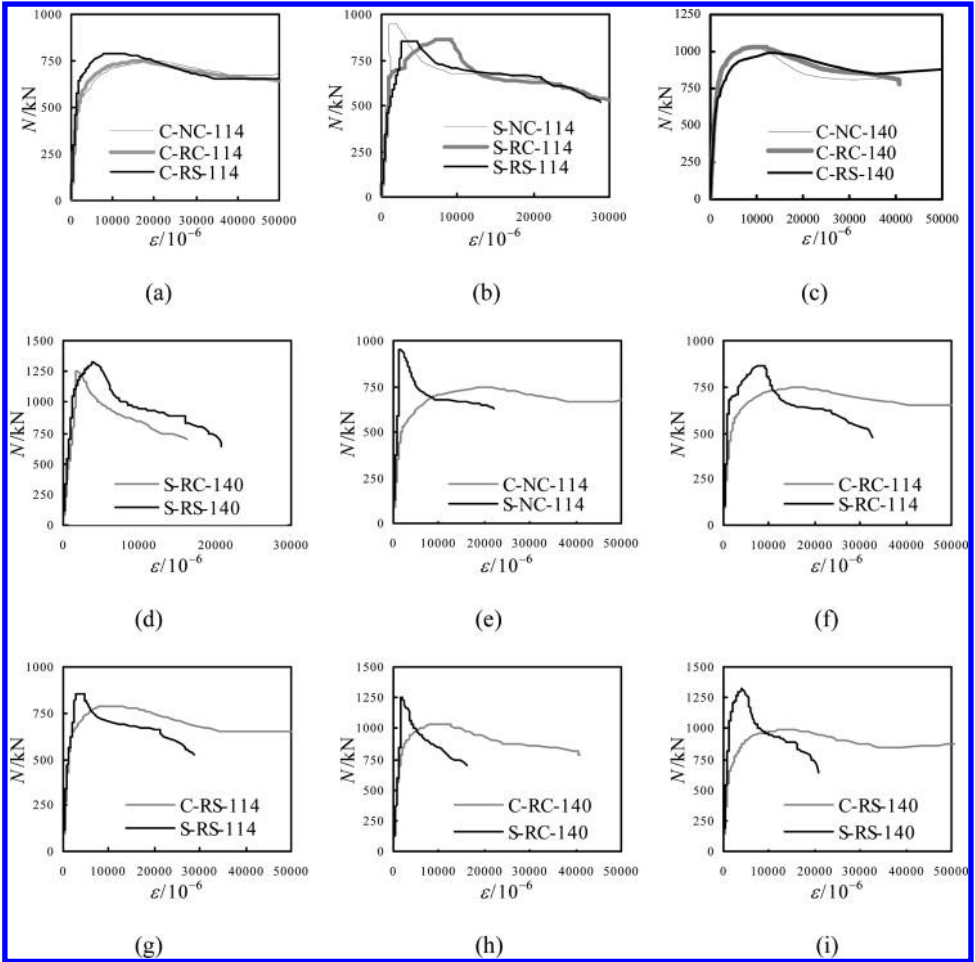 1000
750
500
250
0
N/kN
C-NC-114
C-RC-114
C-RS-114
0 10000 20000 30000 40000 50000
ε/10⁻⁶
(a)
1000
750
500
250
0
N/kN
S-NC-114
S-RC-114
S-RS-114
0 10000 20000 30000
ε/10⁻⁶
(b)
1250
1000
750
500
250
0
N/kN
C-NC-140
C-RC-140
C-RS-140
0 10000 20000 30000 40000 50000
ε/10⁻⁶
(c)
1500
1250
1000
750
500
250
0
N/kN
S-RC-140
S-RS-140
0 10000 20000 30000
ε/10⁻⁶
(d)
1000
750
500
250
0
N/kN
C-NC-114
S-NC-114
0 10000 20000 30000 40000 50000
ε/10⁻⁶
(e)
1000
750
500
250
0
N/kN
C-RC-114
S-RC-114
0 10000 20000 30000 40000 50000
ε/10⁻⁶
(f)
1000
750
500
250
0
N/kN
C-RS-114
S-RS-114
0 10000 20000 30000 40000 50000
ε/10⁻⁶
(g)
1500
1250
1000
750
500
250
0
N/kN
C-RC-140
S-RC-140
0 10000 20000 30000 40000 50000
ε/10⁻⁶
(h)
1500
1250
1000
750
500
250
0
N/kN
C-RS-140
S-RS-140
0 10000 20000 30000 40000 50000
ε/10⁻⁶
(i)